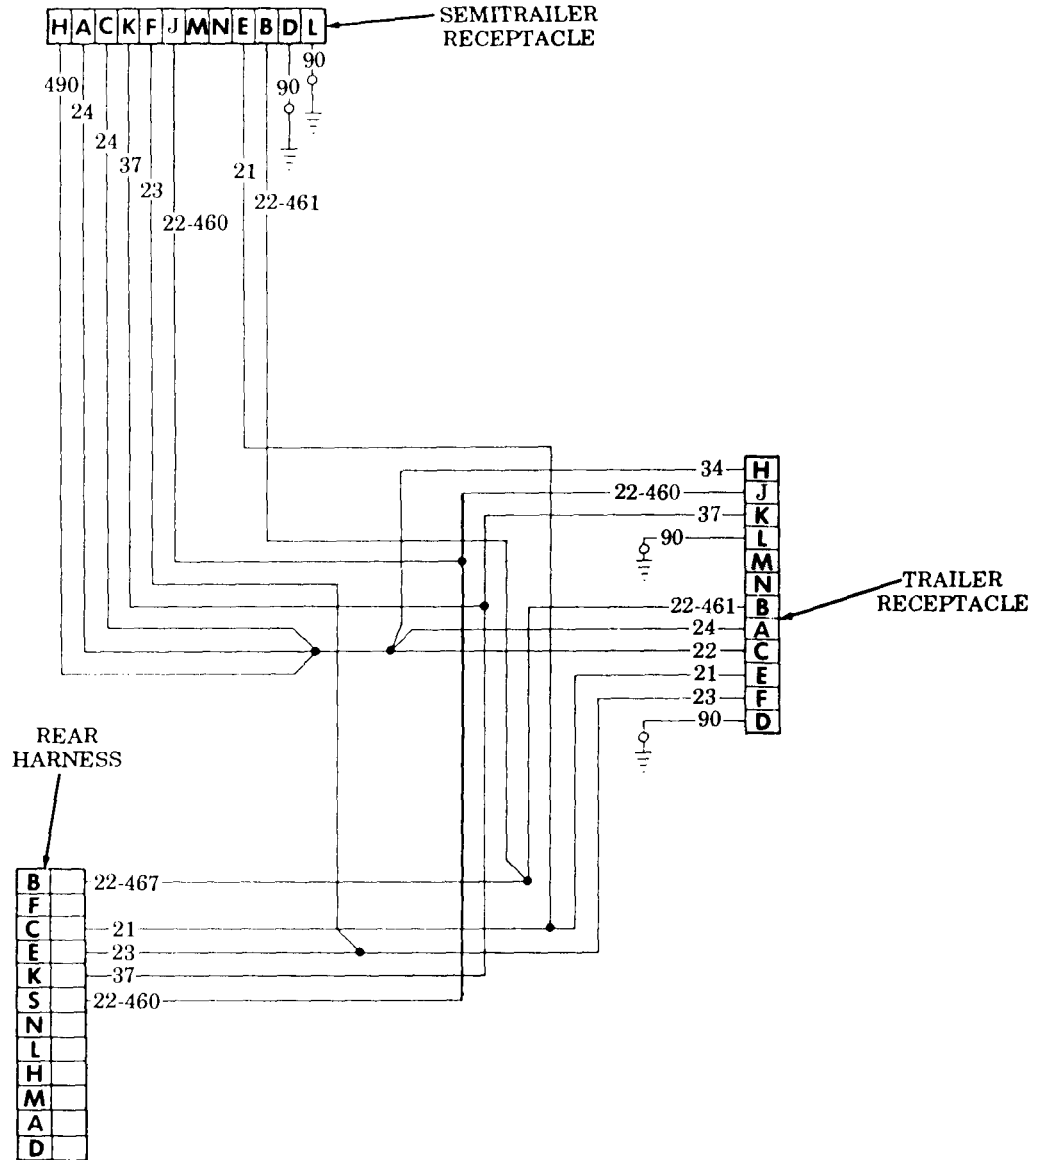 H A C K F J M N E B D L
SEMITRAILER
RECEPTACLE
490
24
24
37
23
22-460
21
22-461
90
90
34 H
22-460 J
37 K
90 L
M
N
22-461 B
24 A
22 C
21 E
23 F
90 D
TRAILER
RECEPTACLE
REAR
HARNESS
B 22-467
F
C 21
E 23
K 37
S 22-460
N
L
H
M
A
D